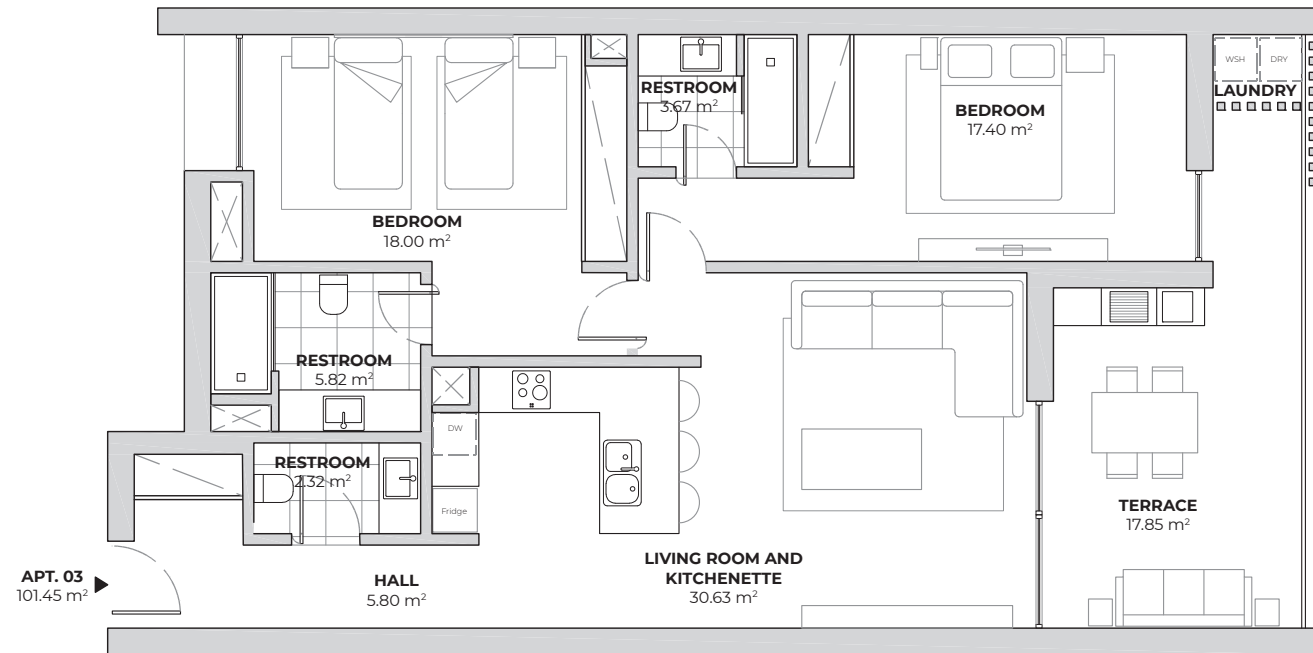 WSH
DRY
LAUNDRY
RESTROOM
3.67 m²
BEDROOM
17.40 m²
BEDROOM
18.00 m²
RESTROOM
5.82 m²
DW
RESTROOM
2.32 m²
Fridge
TERRACE
17.85 m²
LIVING ROOM AND
KITCHENETTE
30.63 m²
HALL
5.80 m²
APT. 03
101.45 m²